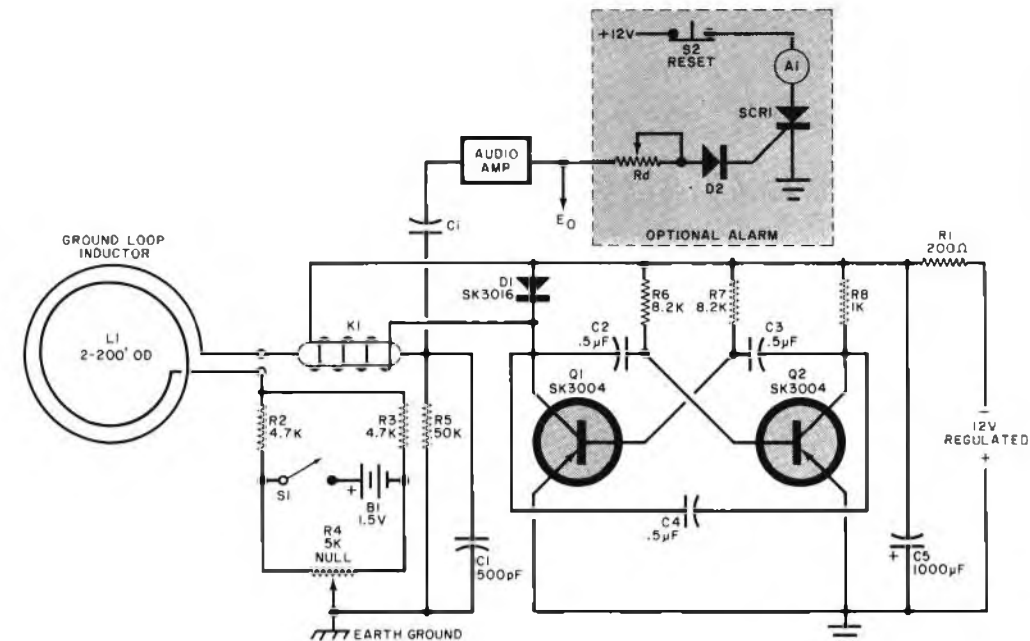 +12V
S2
RESET
A1
SCR1
AUDIO
AMP
Rd
D2
Eo
OPTIONAL ALARM
Ci
GROUND LOOP
INDUCTOR
L1
2-200' OD
K1
D1
SK3016
R6
8.2K
R7
8.2K
R8
1K
R1
200Ω
C2
.5µF
C3
.5µF
Q1
SK3004
Q2
SK3004
R2
4.7K
R3
4.7K
R5
50K
S1
+
B1
1.5V
R4
5K
NULL
C4
.5µF
C1
500pF
+
C5
1000µF
–
12V
REGULATED
+
EARTH GROUND